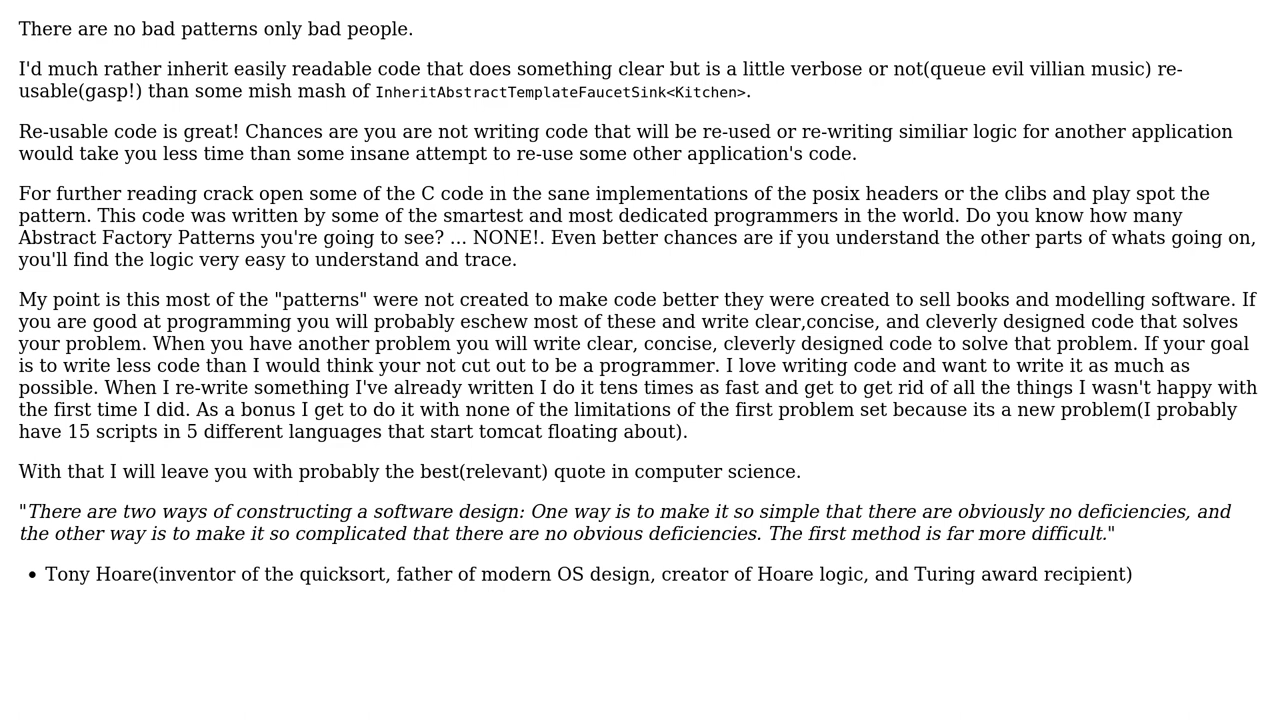 There are no bad patterns only bad people.
I'd much rather inherit easily readable code that does something clear but is a little verbose or not(queue evil villian music) re-
usable(gasp!) than some mish mash of InheritAbstractTemplateFaucetSink<Kitchen>.
Re-usable code is great! Chances are you are not writing code that will be re-used or re-writing similiar logic for another application
would take you less time than some insane attempt to re-use some other application's code.
For further reading crack open some of the C code in the sane implementations of the posix headers or the clibs and play spot the
pattern. This code was written by some of the smartest and most dedicated programmers in the world. Do you know how many
Abstract Factory Patterns you're going to see? ... NONE!. Even better chances are if you understand the other parts of whats going on,
you'll find the logic very easy to understand and trace.
My point is this most of the "patterns" were not created to make code better they were created to sell books and modelling software. If
you are good at programming you will probably eschew most of these and write clear,concise, and cleverly designed code that solves
your problem. When you have another problem you will write clear, concise, cleverly designed code to solve that problem. If your goal
is to write less code than I would think your not cut out to be a programmer. I love writing code and want to write it as much as
possible. When I re-write something I've already written I do it tens times as fast and get to get rid of all the things I wasn't happy with
the first time I did. As a bonus I get to do it with none of the limitations of the first problem set because its a new problem(I probably
have 15 scripts in 5 different languages that start tomcat floating about).
With that I will leave you with probably the best(relevant) quote in computer science.
"There are two ways of constructing a software design: One way is to make it so simple that there are obviously no deficiencies, and
the other way is to make it so complicated that there are no obvious deficiencies. The first method is far more difficult."
• Tony Hoare(inventor of the quicksort, father of modern OS design, creator of Hoare logic, and Turing award recipient)